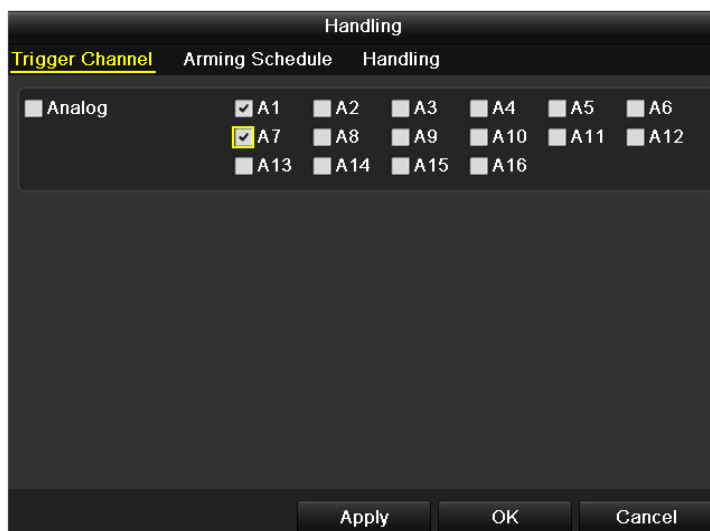 Handling
Trigger Channel Arming Schedule Handling
Analog A1 A2 A3 A4 A5 A6
A7 A8 A9 A10 A11 A12
A13 A14 A15 A16
Apply OK Cancel